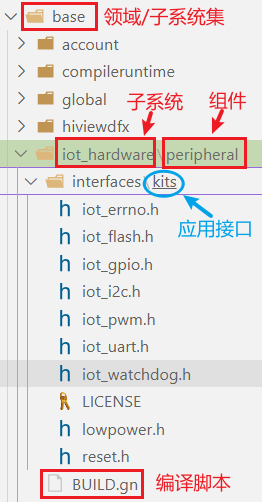 base 领域/子系统集
account
compileruntime
global
子系统 组件
hiviewdfx
iot_hardware\peripheral
interfaces\kits
iot_errno.h
应用接口
iot_flash.h
iot_gpio.h
iot_i2c.h
iot_pwm.h
iot_uart.h
iot_watchdog.h
LICENSE
lowpower.h
reset.h
BUILD.gn 编译脚本